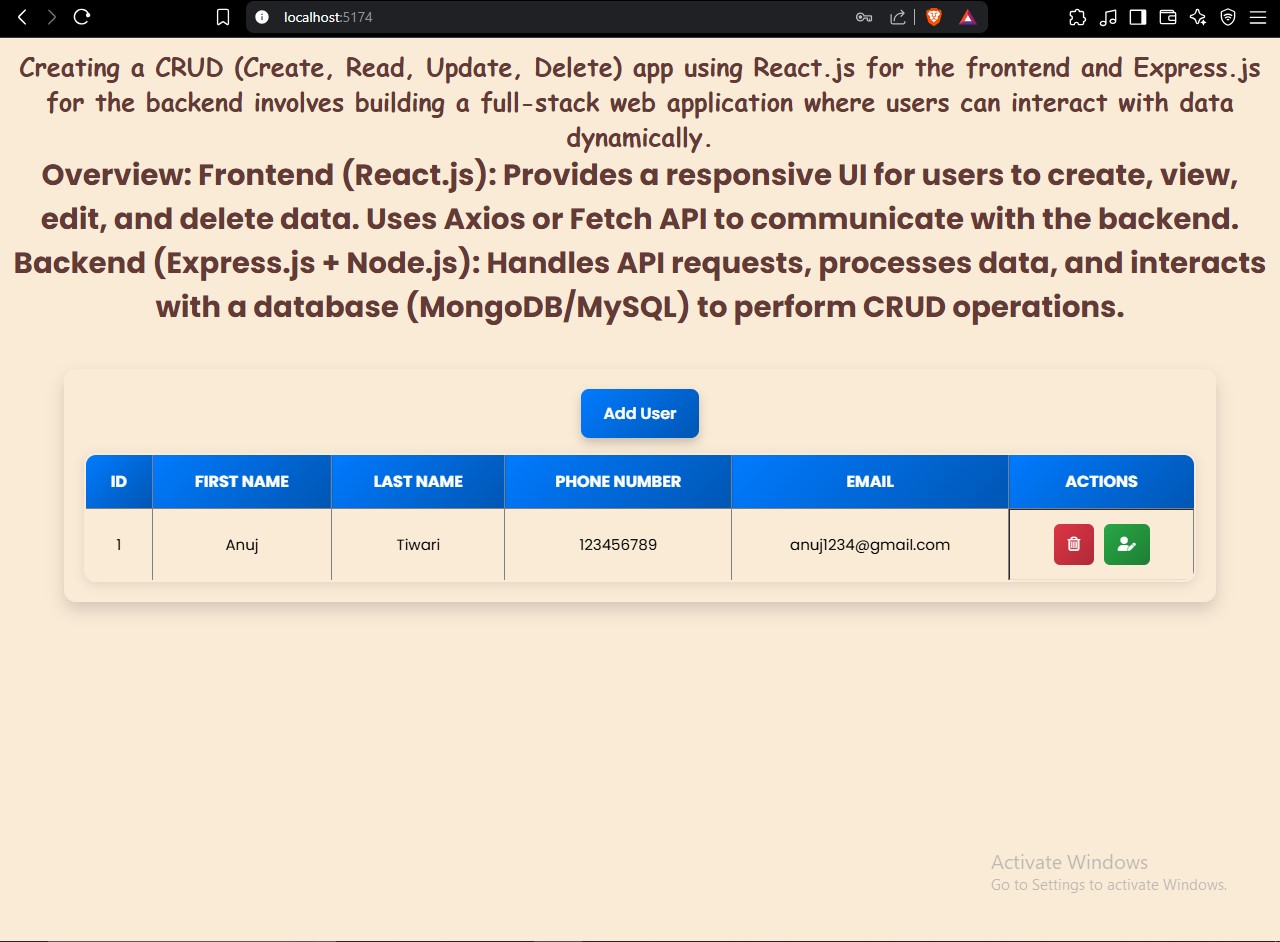 localhost:5174
Creating a CRUD (Create, Read, Update, Delete) app using React.js for the frontend and Express.js
for the backend involves building a full-stack web application where users can interact with data
dynamically.
Overview: Frontend (React.js): Provides a responsive UI for users to create, view,
edit, and delete data. Uses Axios or Fetch API to communicate with the backend.
Backend (Express.js + Node.js): Handles API requests, processes data, and interacts
with a database (MongoDB/MySQL) to perform CRUD operations.
Add User
ID FIRST NAME LAST NAME PHONE NUMBER EMAIL ACTIONS
1 Anuj Tiwari 123456789 anuj1234@gmail.com
Activate Windows
Go to Settings to activate Windows.